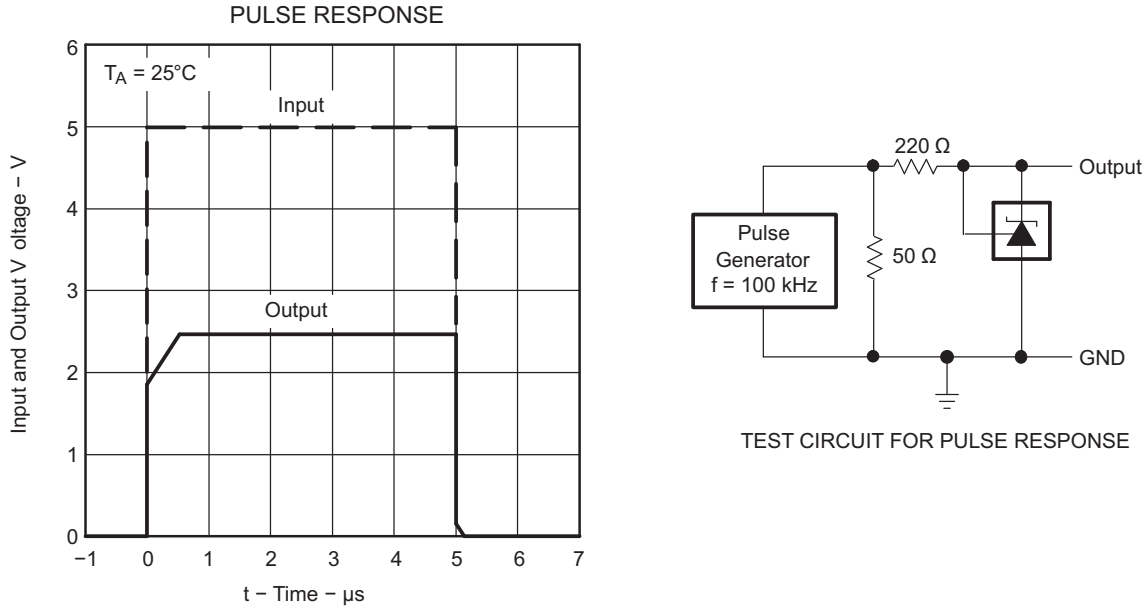 PULSE RESPONSE
6
5
4
3
2
1
0
Input and Output V oltage − V
TA = 25°C
Input
Output
−1 0 1 2 3 4 5 6 7
t − Time − μs
220 Ω
Output
Pulse
Generator
f = 100 kHz
50 Ω
GND
TEST CIRCUIT FOR PULSE RESPONSE